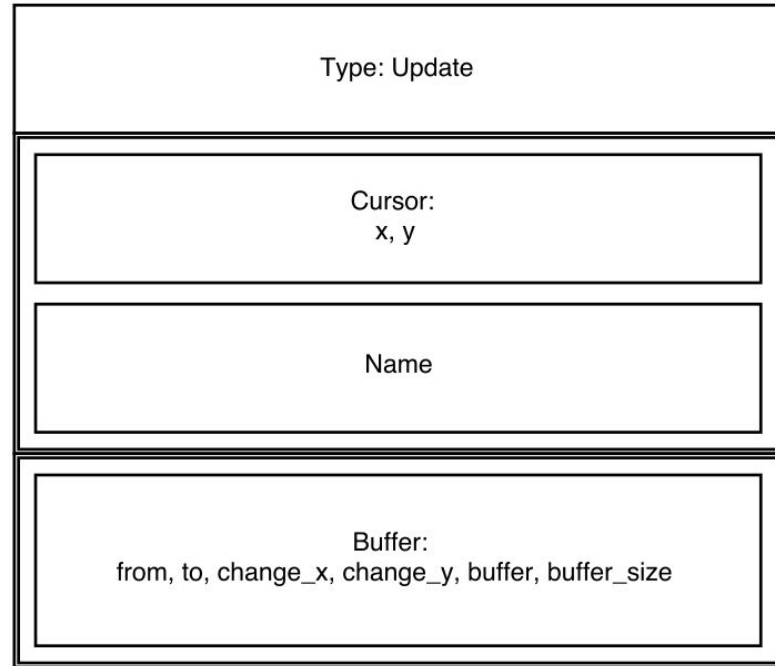 Type: Update
Cursor:
x, y
Name
Buffer:
from, to, change_x, change_y, buffer, buffer_size